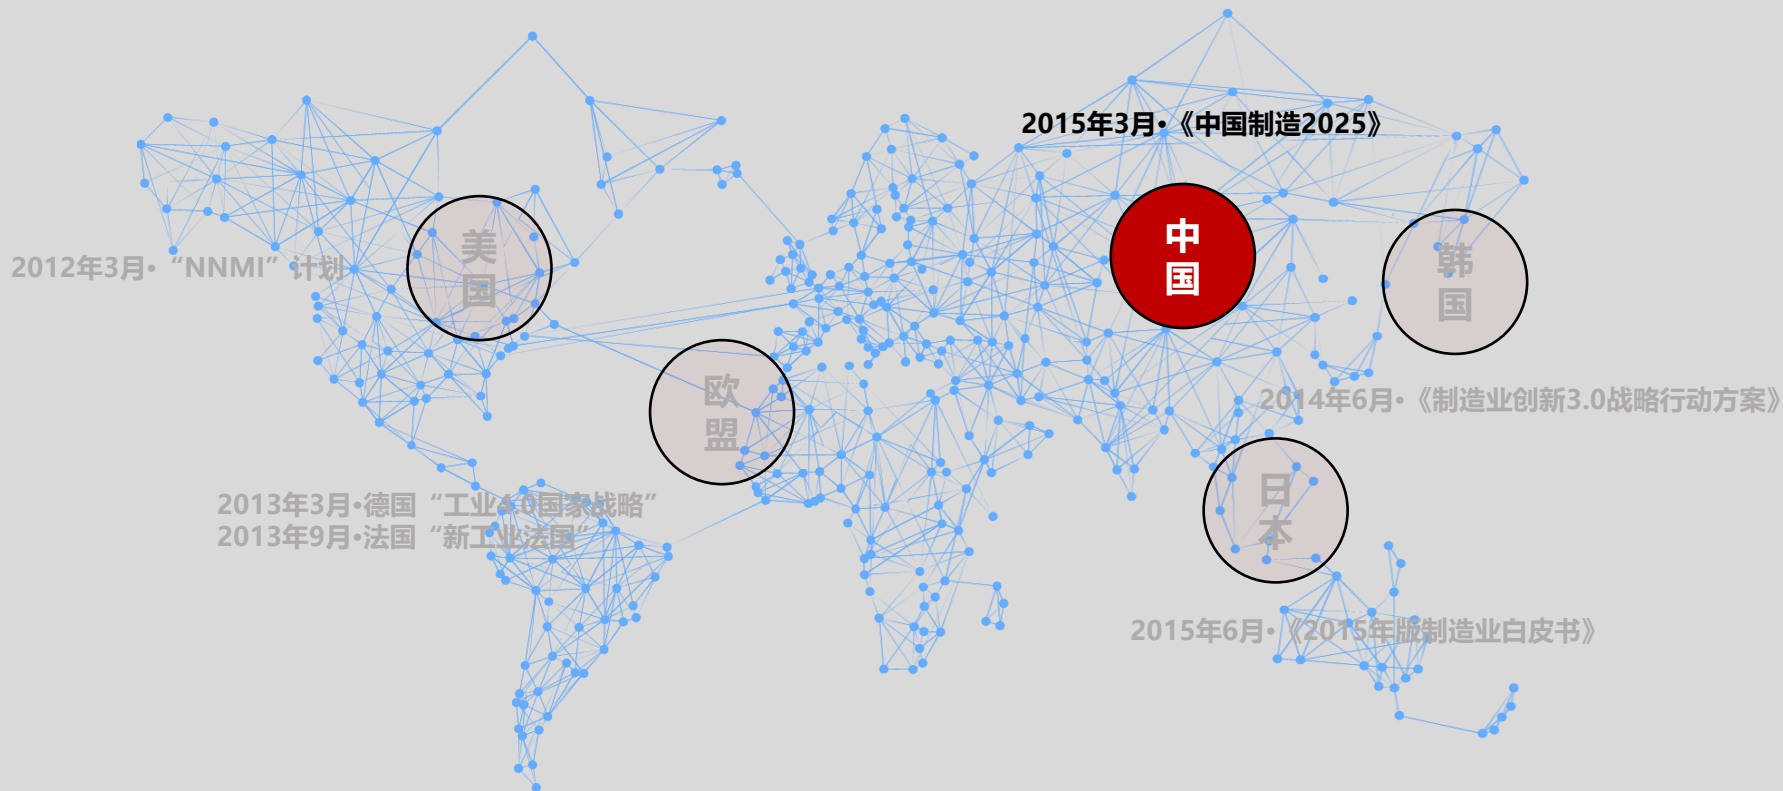 2015年3月•《中国制造2025》
中
国
美
国
2012年3月•“NNMI”计划
韩
国
欧
盟
2014年6月•《制造业创新3.0战略行动方案》
日
本
2013年3月•德国“工业4.0国家战略”
2013年9月•法国“新工业法国”
2015年6月•《2015年版制造业白皮书》